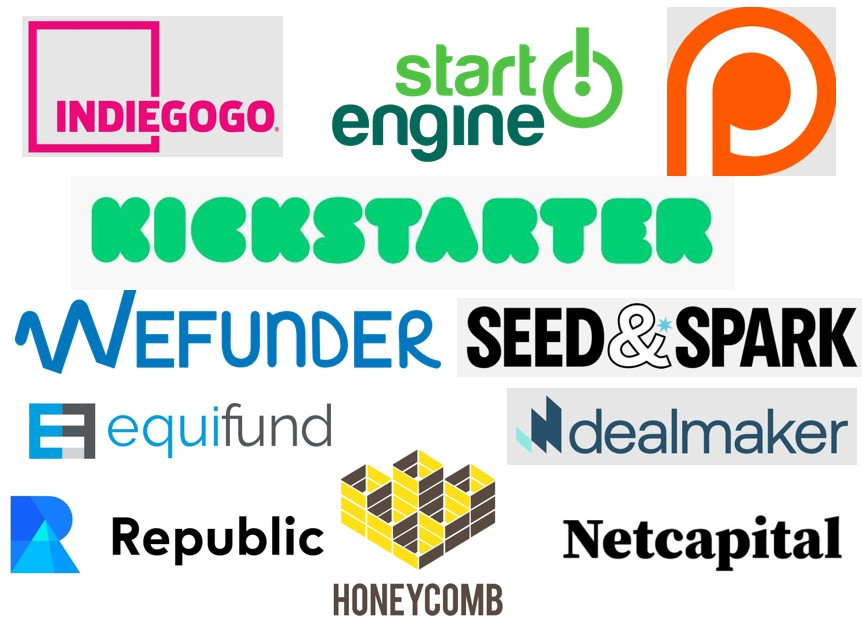 INDIEGOGO®
start
engine
KICKSTARTER
WEFUNDER
SEED & SPARK
equifund
dealmaker
Republic
HONEYCOMB
Netcapital